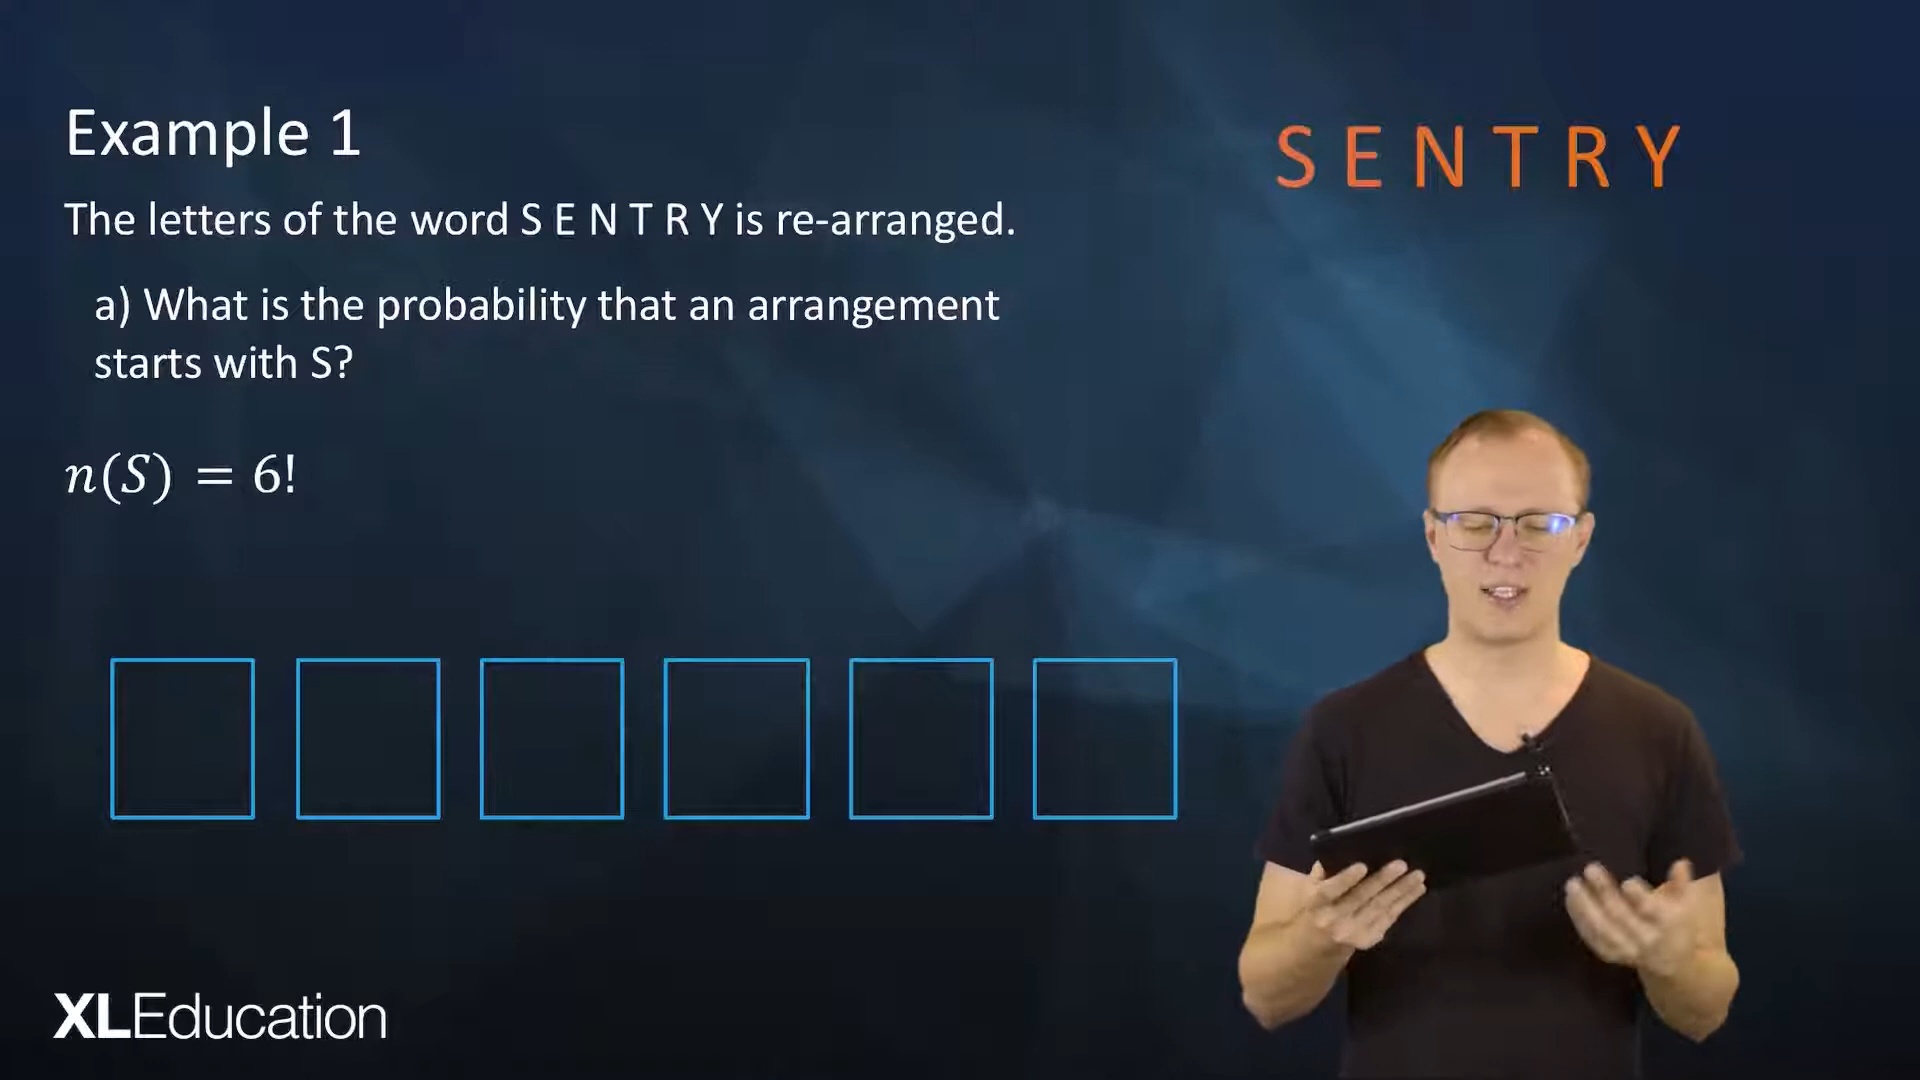 Example 1
S E N T R Y
The letters of the word S E N T R Y is re-arranged.
a) What is the probability that an arrangement
starts with S?
n(S) = 6!
XLEducation